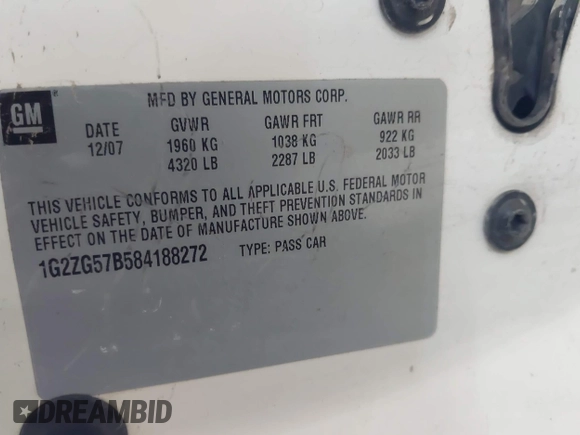 GM
MFD BY GENERAL MOTORS CORP.
DATE GVWR GAWR FRT GAWR RR
12/07 1960 KG 1038 KG 922 KG
4320 LB 2287 LB 2033 LB
THIS VEHICLE CONFORMS TO ALL APPLICABLE U.S. FEDERAL MOTOR
VEHICLE SAFETY, BUMPER, AND THEFT PREVENTION STANDARDS IN
EFFECT ON THE DATE OF MANUFACTURE SHOWN ABOVE.
1G2ZG57B584188272 TYPE: PASS CAR
DREAMBID